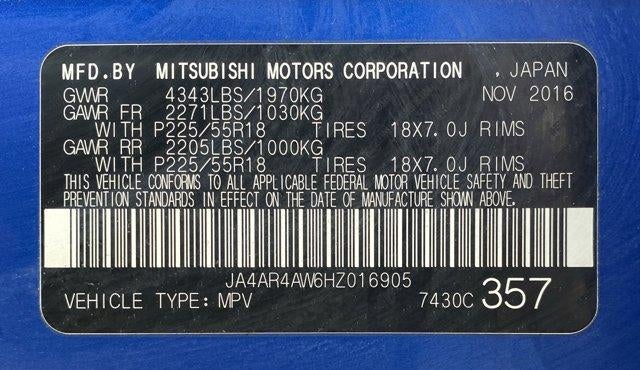 MFD.BY MITSUBISHI MOTORS CORPORATION , JAPAN
GWVR 4343LBS/1970KG NOV 2016
GAWR FR 2271LBS/1030KG
WITH P225/55R18 TIRES 18X7.0J RIMS
GAWR RR 2205LBS/1000KG
WITH P225/55R18 TIRES 18X7.0J RIMS
THIS VEHICLE CONFORMS TO ALL APPLICABLE FEDERAL MOTOR VEHICLE SAFETY AND THEFT
PREVENTION STANDARDS IN EFFECT ON THE DATE OF MANUFACTURE SHOWN ABOVE.
JA4AR4AW6HZ016905
VEHICLE TYPE: MPV 7430C 357